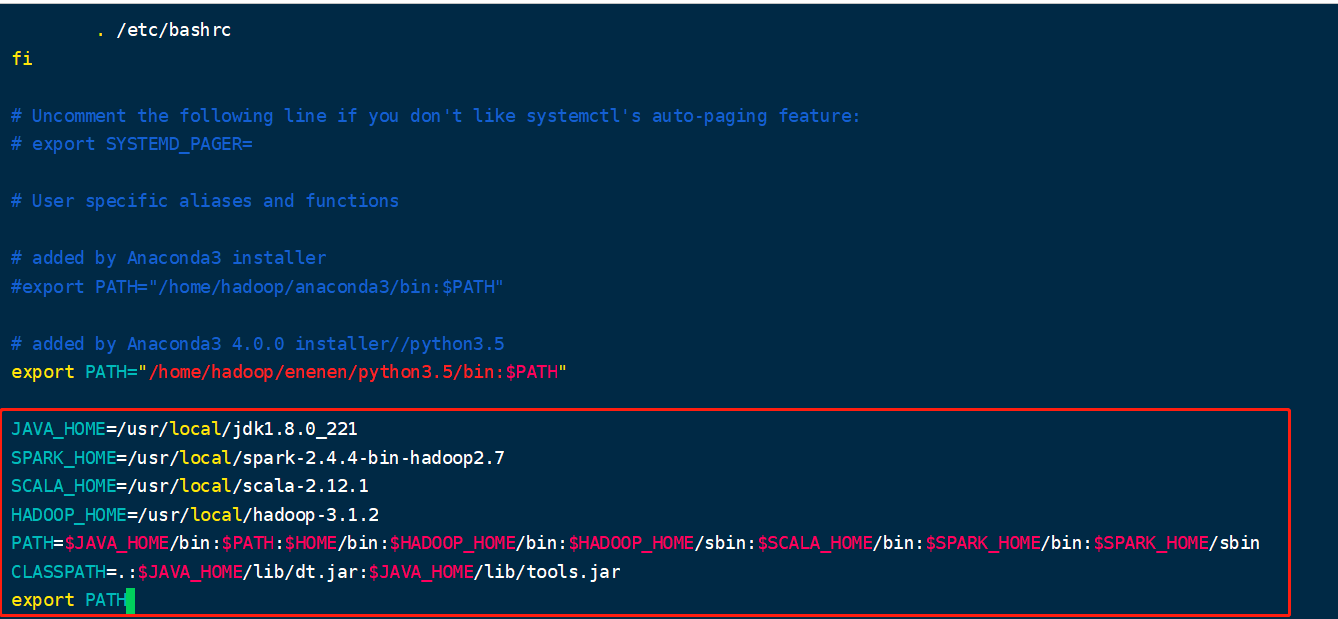 . /etc/bashrc
fi
# Uncomment the following line if you don't like systemctl's auto-paging feature:
# export SYSTEMD_PAGER=
# User specific aliases and functions
# added by Anaconda3 installer
#export PATH="/home/hadoop/anaconda3/bin:$PATH"
# added by Anaconda3 4.0.0 installer//python3.5
export PATH="/home/hadoop/enenen/python3.5/bin:$PATH"
JAVA_HOME=/usr/local/jdk1.8.0_221
SPARK_HOME=/usr/local/spark-2.4.4-bin-hadoop2.7
SCALA_HOME=/usr/local/scala-2.12.1
HADOOP_HOME=/usr/local/hadoop-3.1.2
PATH=$JAVA_HOME/bin:$PATH:$HOME/bin:$HADOOP_HOME/bin:$HADOOP_HOME/sbin:$SCALA_HOME/bin:$SPARK_HOME/bin:$SPARK_HOME/sbin
CLASSPATH=.:$JAVA_HOME/lib/dt.jar:$JAVA_HOME/lib/tools.jar
export PATH